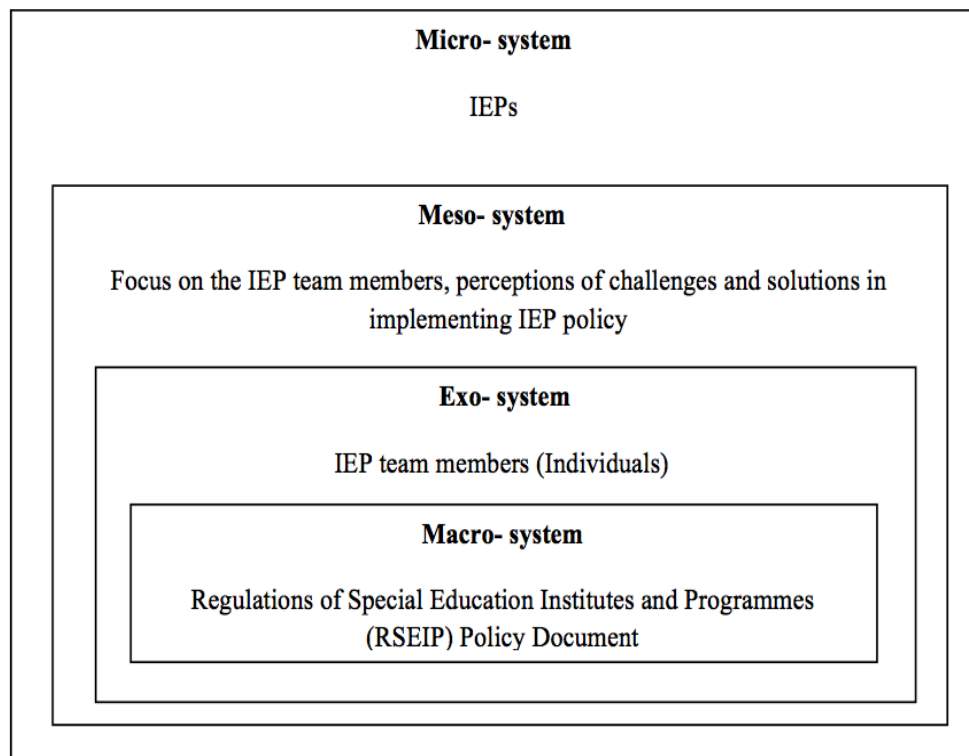 Micro- system
IEPs
Meso- system
Focus on the IEP team members, perceptions of challenges and solutions in
implementing IEP policy
Exo- system
IEP team members (Individuals)
Macro- system
Regulations of Special Education Institutes and Programmes
(RSEIP) Policy Document